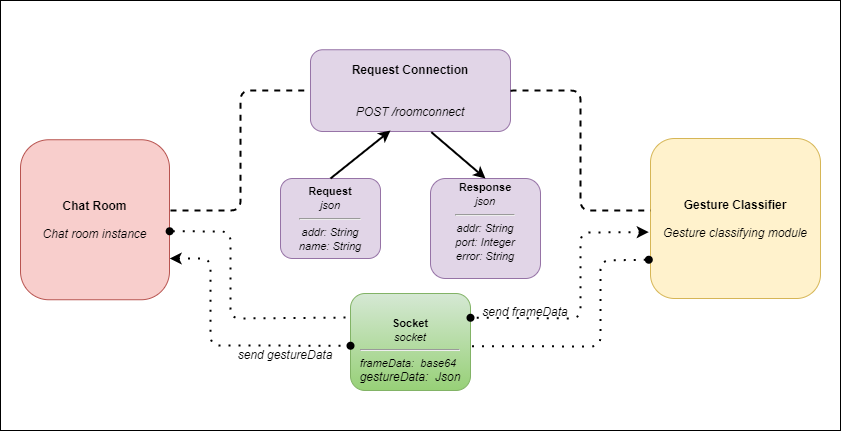 Request Connection
POST /roomconnect
Chat Room
Chat room instance
Request
json
addr: String
name: String
Response
json
addr: String
port: Integer
error: String
Gesture Classifier
Gesture classifying module
send frameData
Socket
socket
send gestureData
frameData: base64
gestureData: Json